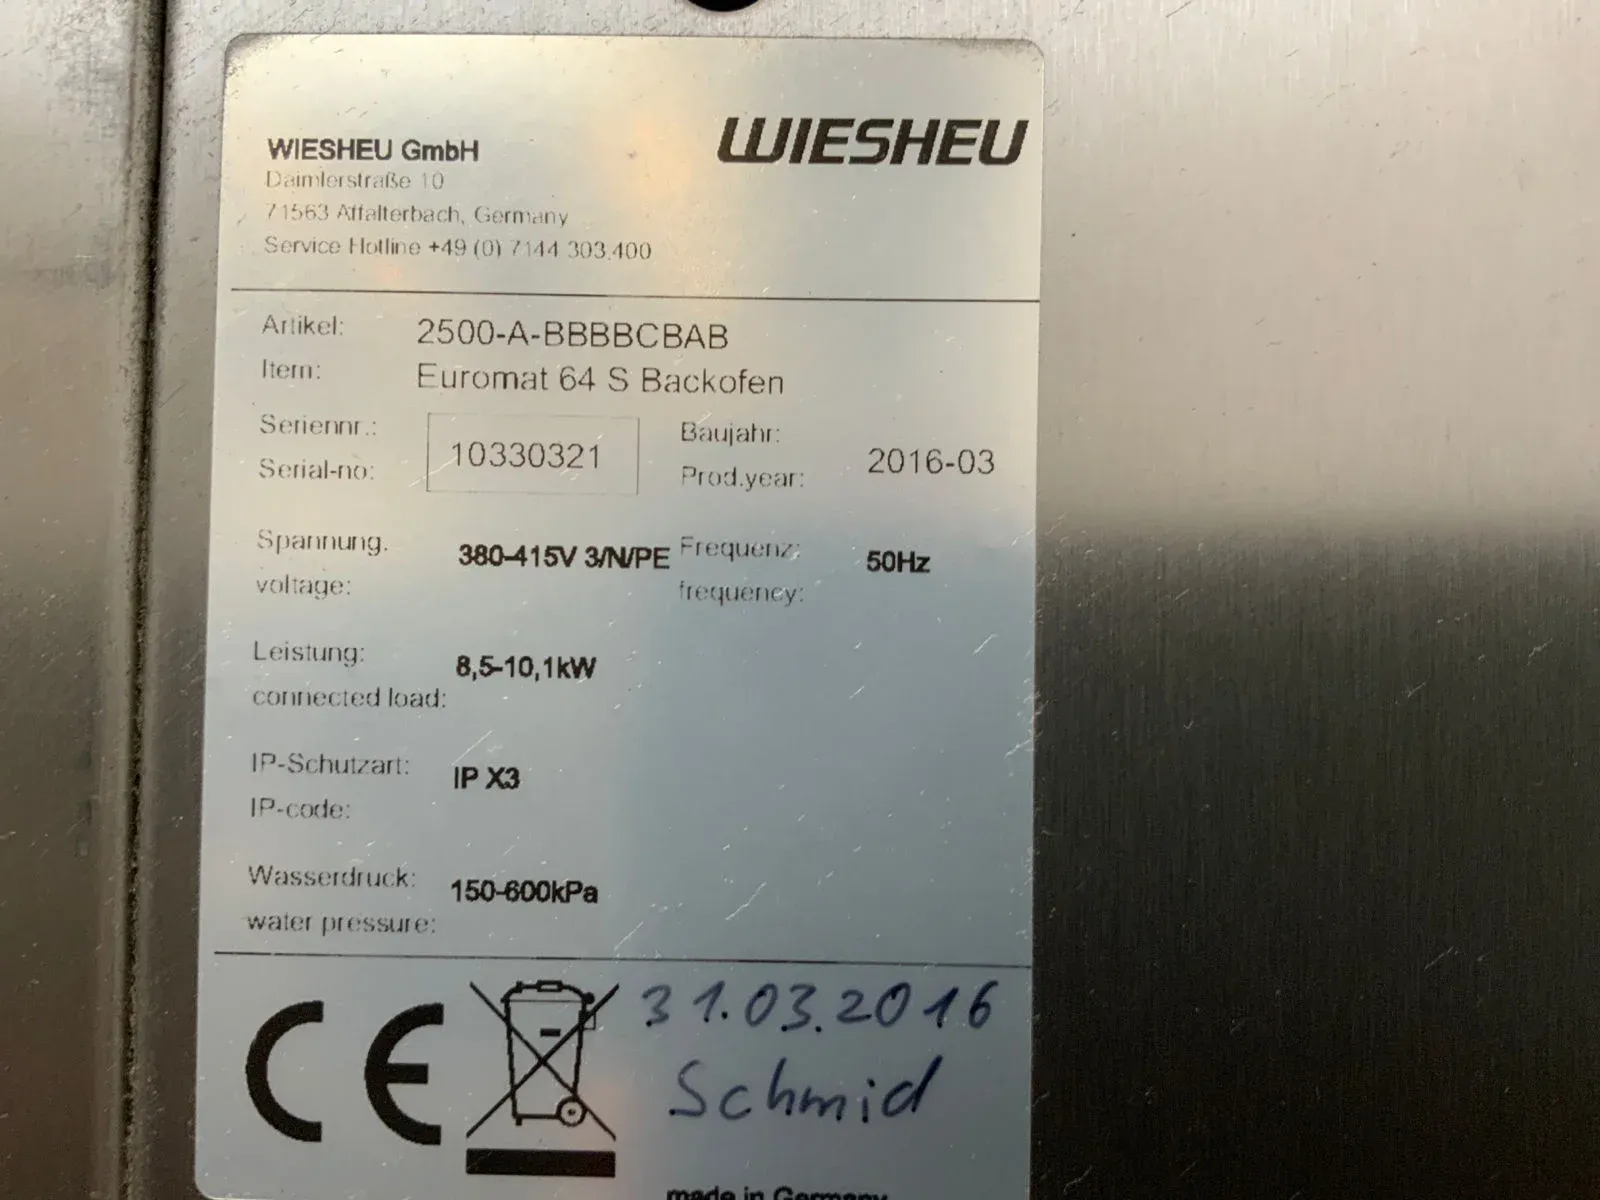 WIESHEU
WIESHEU GmbH
Daimlerstraße 10
71563 Affalterbach, Germany
Service Hotline +49 (0) 7144 303.400
Artikel: 2500-A-BBBBCBAB
Item: Euromat 64 S Backofen
Seriennr.:
Serial-no: 10330321
Baujahr:
Prod.year: 2016-03
Spannung.
voltage: 380-415V 3/N/PE
Frequenz:
frequency: 50Hz
Leistung:
connected load: 8,5-10,1kW
IP-Schutzart:
IP-code: IP X3
Wasserdruck:
water pressure: 150-600kPa
CE
31.03.2016
Schmid
made in Germany